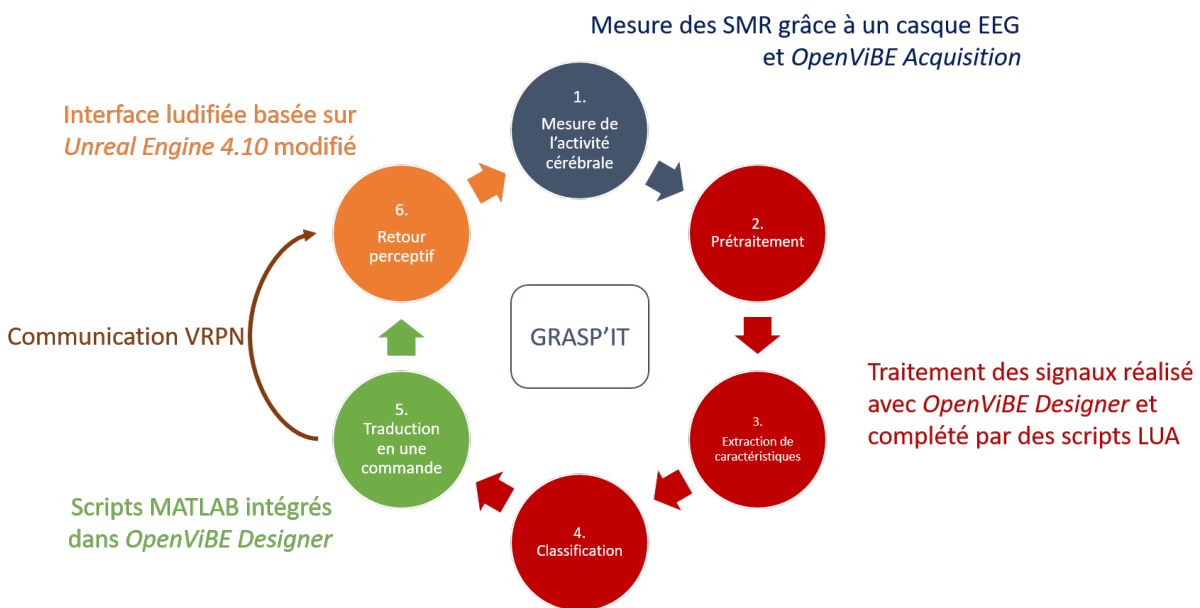 Mesure des SMR grâce à un casque EEG
et OpenViBE Acquisition
1.
Mesure de
l'activité
cérébrale
2.
Prétraitement
Traitement des signaux réalisé
avec OpenViBE Designer et
complété par des scripts LUA
3.
Extraction de
caractéristiques
4.
Classification
5.
Traduction
en une
commande
Scripts MATLAB intégrés
dans OpenViBE Designer
Communication VRPN
6.
Retour
perceptif
Interface ludifiée basée sur
Unreal Engine 4.10 modifié
GRASP'IT